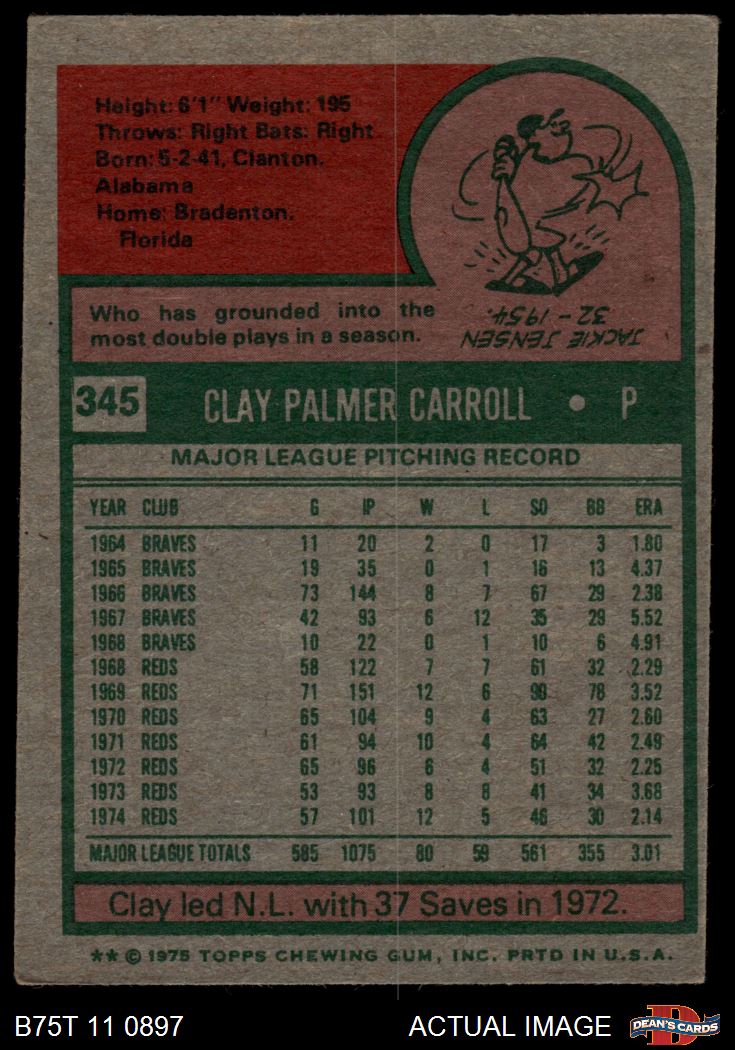 Height: 6'1" Weight: 195
Throws: Right Bats: Right
Born: 5-2-41, Clanton,
Alabama
Home: Bradenton,
Florida
Who has grounded into the
most double plays in a season.
JACKIE JENSEN
32 - 1954.
345 CLAY PALMER CARROLL • P
MAJOR LEAGUE PITCHING RECORD
YEAR CLUB G IP W L SO BB ERA
1964 BRAVES 11 20 2 0 17 3 1.80
1965 BRAVES 19 35 0 1 16 13 4.37
1966 BRAVES 73 144 8 7 67 29 2.38
1967 BRAVES 42 93 6 12 35 29 5.52
1968 BRAVES 10 22 0 1 10 6 4.91
1968 REDS 58 122 7 7 61 32 2.29
1969 REDS 71 151 12 6 90 78 3.52
1970 REDS 65 104 9 4 63 27 2.60
1971 REDS 61 94 10 4 64 42 2.49
1972 REDS 65 96 6 4 51 32 2.25
1973 REDS 53 93 8 8 41 34 3.68
1974 REDS 57 101 12 5 46 30 2.14
MAJOR LEAGUE TOTALS 585 1075 80 59 561 355 3.01
Clay led N.L. with 37 Saves in 1972.
** © 1975 TOPPS CHEWING GUM, INC. PRTD IN U.S.A.
B75T 11 0897 ACTUAL IMAGE D DEAN'S CARDS